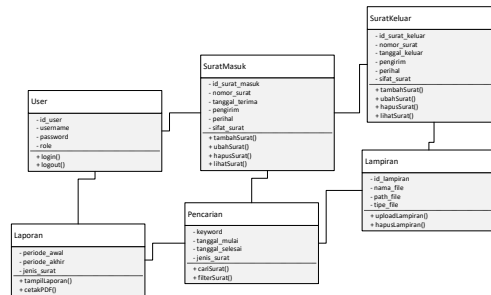 SuratKeluar
- id_surat_keluar
- nomor_surat
- tanggal_keluar
- pengirim
- perihal
- sifat_surat
+ tambahSurat()
+ ubahSurat()
+ hapusSurat()
+ lihatSurat()
SuratMasuk
- id_surat_masuk
- nomor_surat
- tanggal_terima
- pengirim
- perihal
- sifat_surat
+ tambahSurat()
+ ubahSurat()
+ hapusSurat()
+ lihatSurat()
User
- id_user
- username
- password
- role
+ login()
+ logout()
Lampiran
- id_lampiran
- nama_file
- path_file
- tipe_file
+ uploadLampiran()
+ hapusLampiran()
Pencarian
- keyword
- tanggal_mulai
- tanggal_selesai
- jenis_surat
+ cariSurat()
+ filterSurat()
Laporan
- periode_awal
- periode_akhir
- jenis_surat
+ tampilLaporan()
+ cetakPDF()